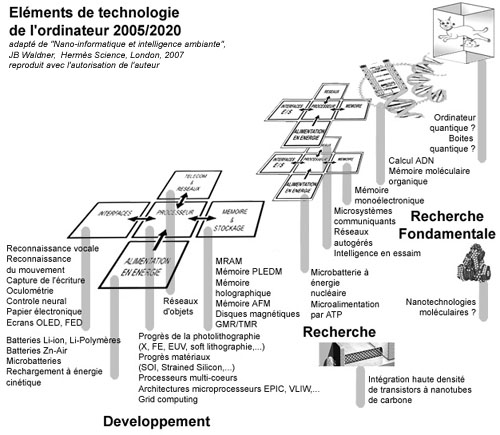 Eléments de technologie
de l'ordinateur 2005/2020
adapté de "Nano-informatique et intelligence ambiante",
JB Waldner, Hermès Science, London, 2007
reproduit avec l'autorisation de l'auteur
RESEAUX
INTERFACES
E/S
PROCESSEUR
MEMOIRE
ALIMENTATION
EN ENERGIE
RESEAUX
INTERFACES
E/S
PROCESSEUR
MEMOIRE
ALIMENTATION
EN ENERGIE
Ordinateur
quantique ?
Boites
quantique ?
Calcul ADN
Mémoire moléculaire
organique
Mémoire
monoélectronique
Microsystèmes
communiquants
Réseaux
autogérés
Intelligence en essaim
Recherche
Fondamentale
TELECOM
&
RESEAUX
INTERFACES
PROCESSEUR
MEMOIRE
&
STOCKAGE
ALIMENTATION
EN ENERGIE
Reconnaissance vocale
Reconnaissance
du mouvement
Capture de l'écriture
Oculométrie
Controle neural
Papier électronique
Ecrans OLED, FED
Réseaux
d'objets
MRAM
Mémoire PLEDM
Mémoire
holographique
Mémoire AFM
Disques magnétiques
GMR/TMR
Microbatterie à
énergie
nucléaire
Microalimentation
par ATP
Nanotechnologies
moléculaires ?
Recherche
Batteries Li-ion, Li-Polymères
Batteries Zn-Air
Microbatteries
Rechargement à énergie
cinétique
Progrès de la photolithographie
(X, FE, EUV, soft lithographie,...)
Progrès matériaux
(SOI, Strained Silicon,...)
Processeurs multi-coeurs
Architectures microprocesseurs EPIC, VLIW,...
Grid computing
Intégration haute densité
de transistors à nanotubes
de carbone
Developpement